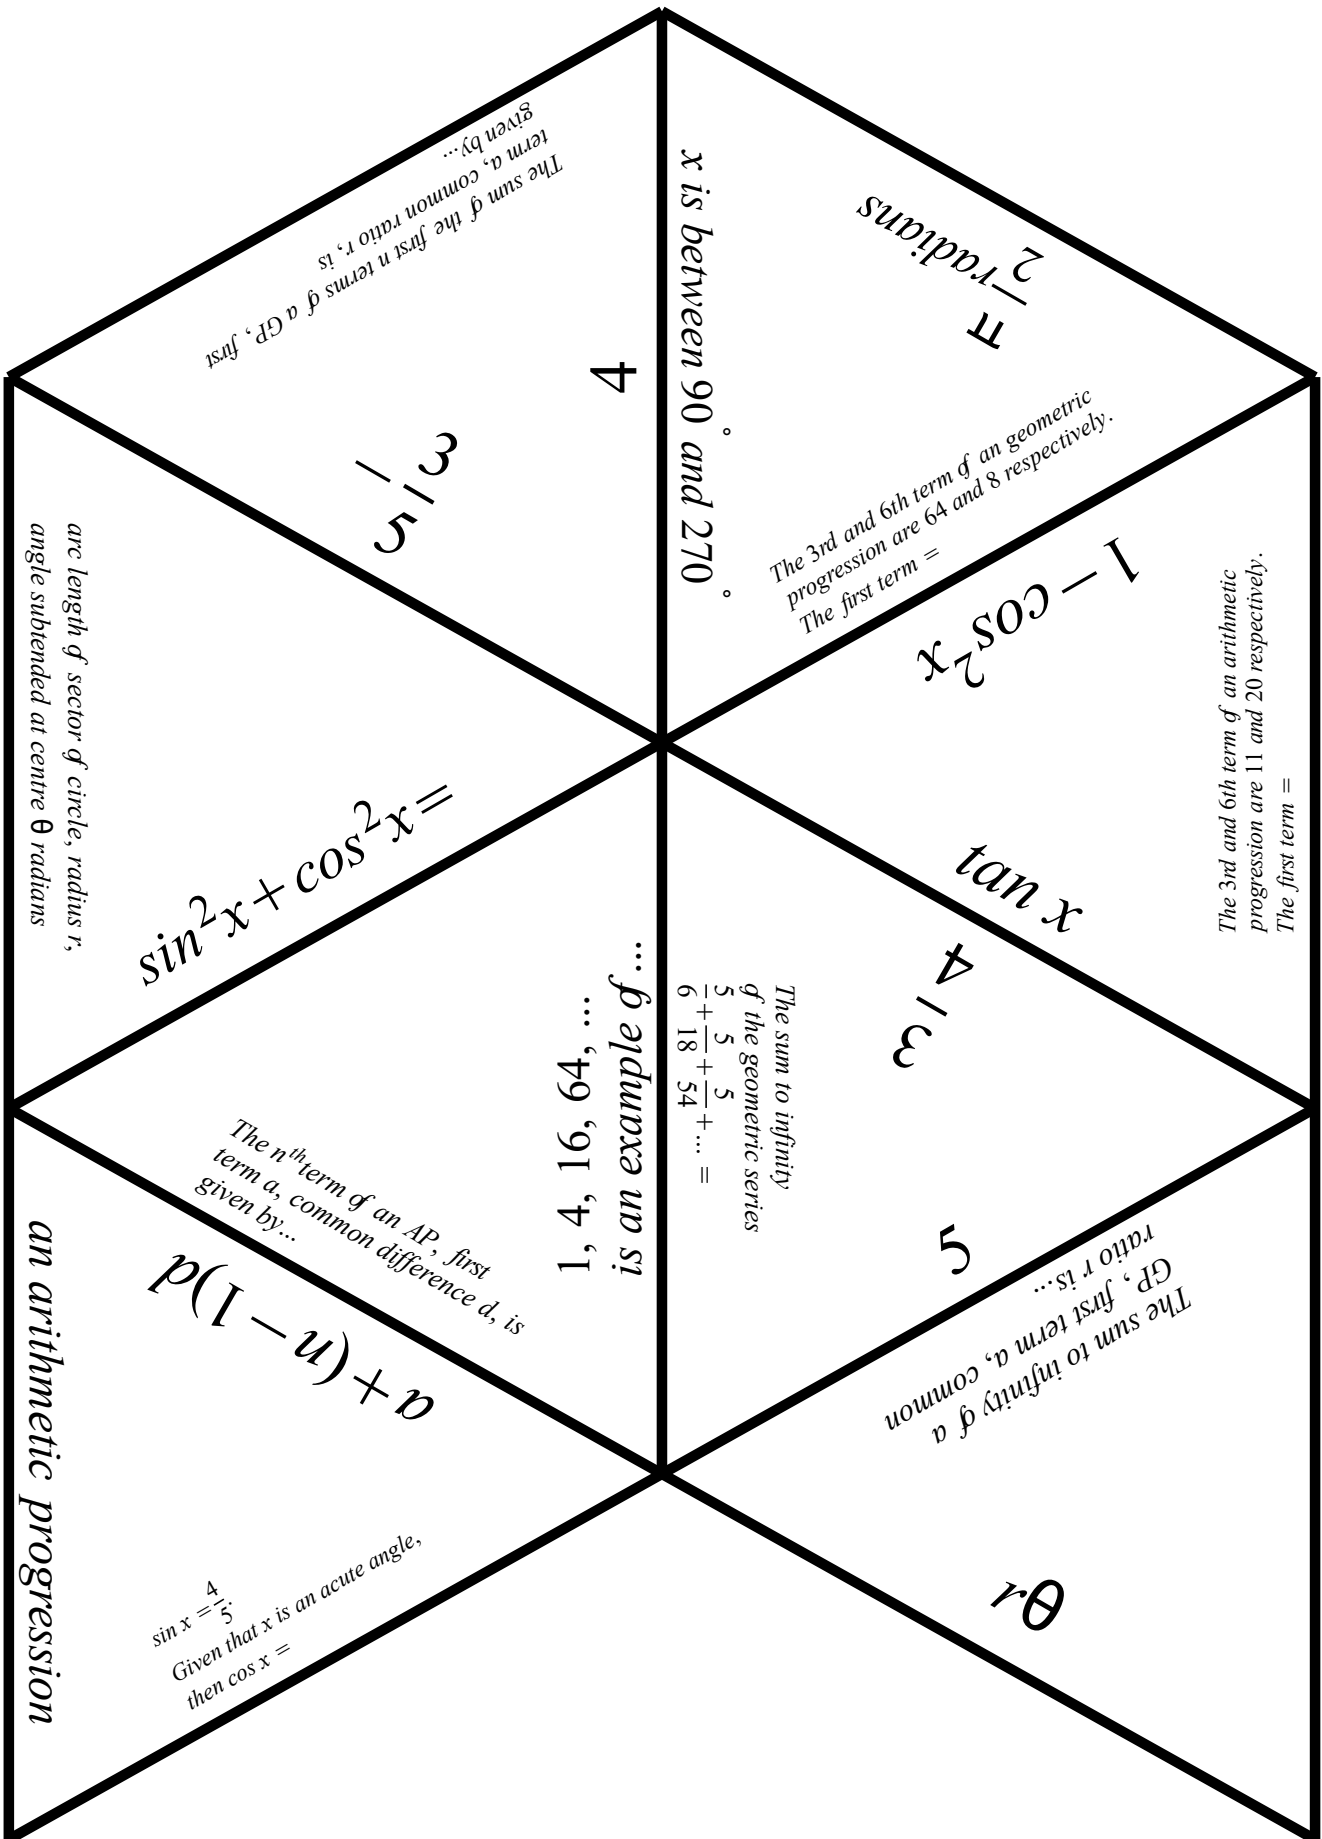 The sum of the first n terms of a GP, first
term a, common ratio r, is
given by...
4
− 3/5
x is between 90° and 270°
π/2 radians
The 3rd and 6th term of an geometric
progression are 64 and 8 respectively.
The first term =
arc length of sector of circle, radius r,
angle subtended at centre θ radians
sin²x+cos²x=
1−cos²x
The 3rd and 6th term of an arithmetic
progression are 11 and 20 respectively.
The first term =
tan x
1, 4, 16, 64, ...
is an example of ...
The nᵗʰ term of an AP, first
term a, common difference d, is
given by...
3/4
The sum to infinity
of the geometric series
5/6 + 5/18 + 5/54 + ... =
5
a+(n−1)d
an arithmetic progression
sin x = 4/5.
Given that x is an acute angle,
then cos x =
The sum to infinity of a
GP, first term a, common
ratio r is...
rθ